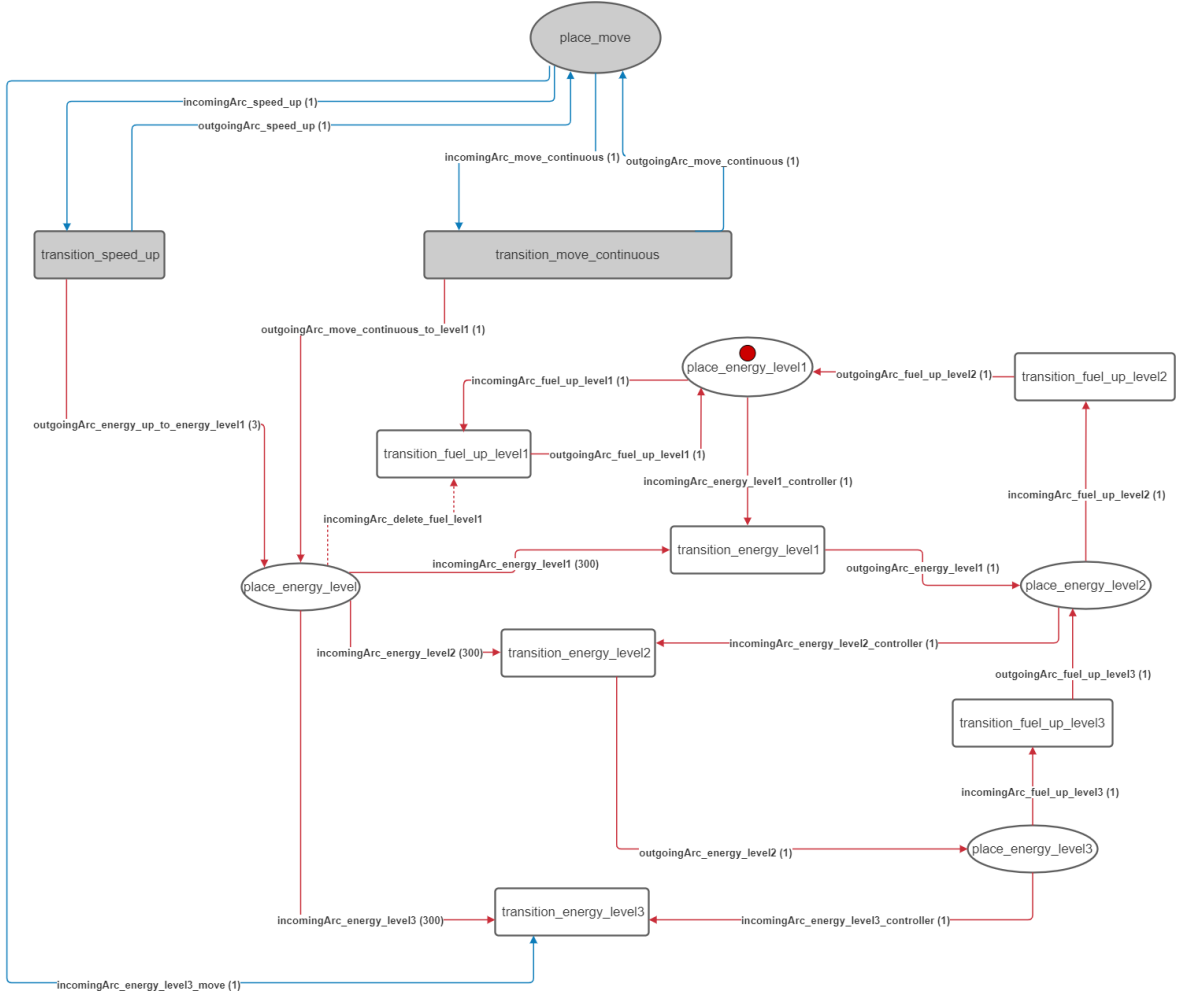 place_move
incomingArc_speed_up (1)
outgoingArc_speed_up (1)
incomingArc_move_continuous (1)
outgoingArc_move_continuous (1)
transition_speed_up
transition_move_continuous
outgoingArc_move_continuous_to_level1 (1)
place_energy_level1
outgoingArc_fuel_up_level2 (1)
transition_fuel_up_level2
incomingArc_fuel_up_level1 (1)
outgoingArc_energy_up_to_energy_level1 (3)
transition_fuel_up_level1
outgoingArc_fuel_up_level1 (1)
incomingArc_energy_level1_controller (1)
incomingArc_fuel_up_level2 (1)
incomingArc_delete_fuel_level1
transition_energy_level1
incomingArc_energy_level1 (300)
outgoingArc_energy_level1 (1)
place_energy_level
place_energy_level2
incomingArc_energy_level2 (300)
transition_energy_level2
incomingArc_energy_level2_controller (1)
outgoingArc_fuel_up_level3 (1)
transition_fuel_up_level3
incomingArc_fuel_up_level3 (1)
outgoingArc_energy_level2 (1)
place_energy_level3
transition_energy_level3
incomingArc_energy_level3 (300)
incomingArc_energy_level3_controller (1)
incomingArc_energy_level3_move (1)